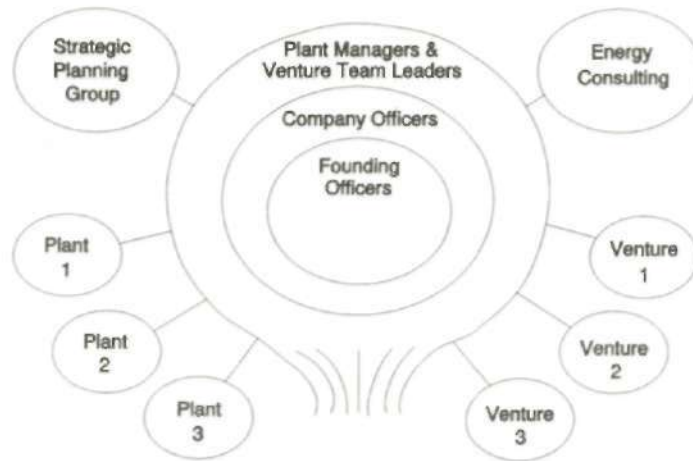 Strategic
Planning
Group
Plant Managers &
Venture Team Leaders
Energy
Consulting
Company Officers
Founding
Officers
Plant
1
Venture
1
Plant
2
Venture
2
Plant
3
Venture
3